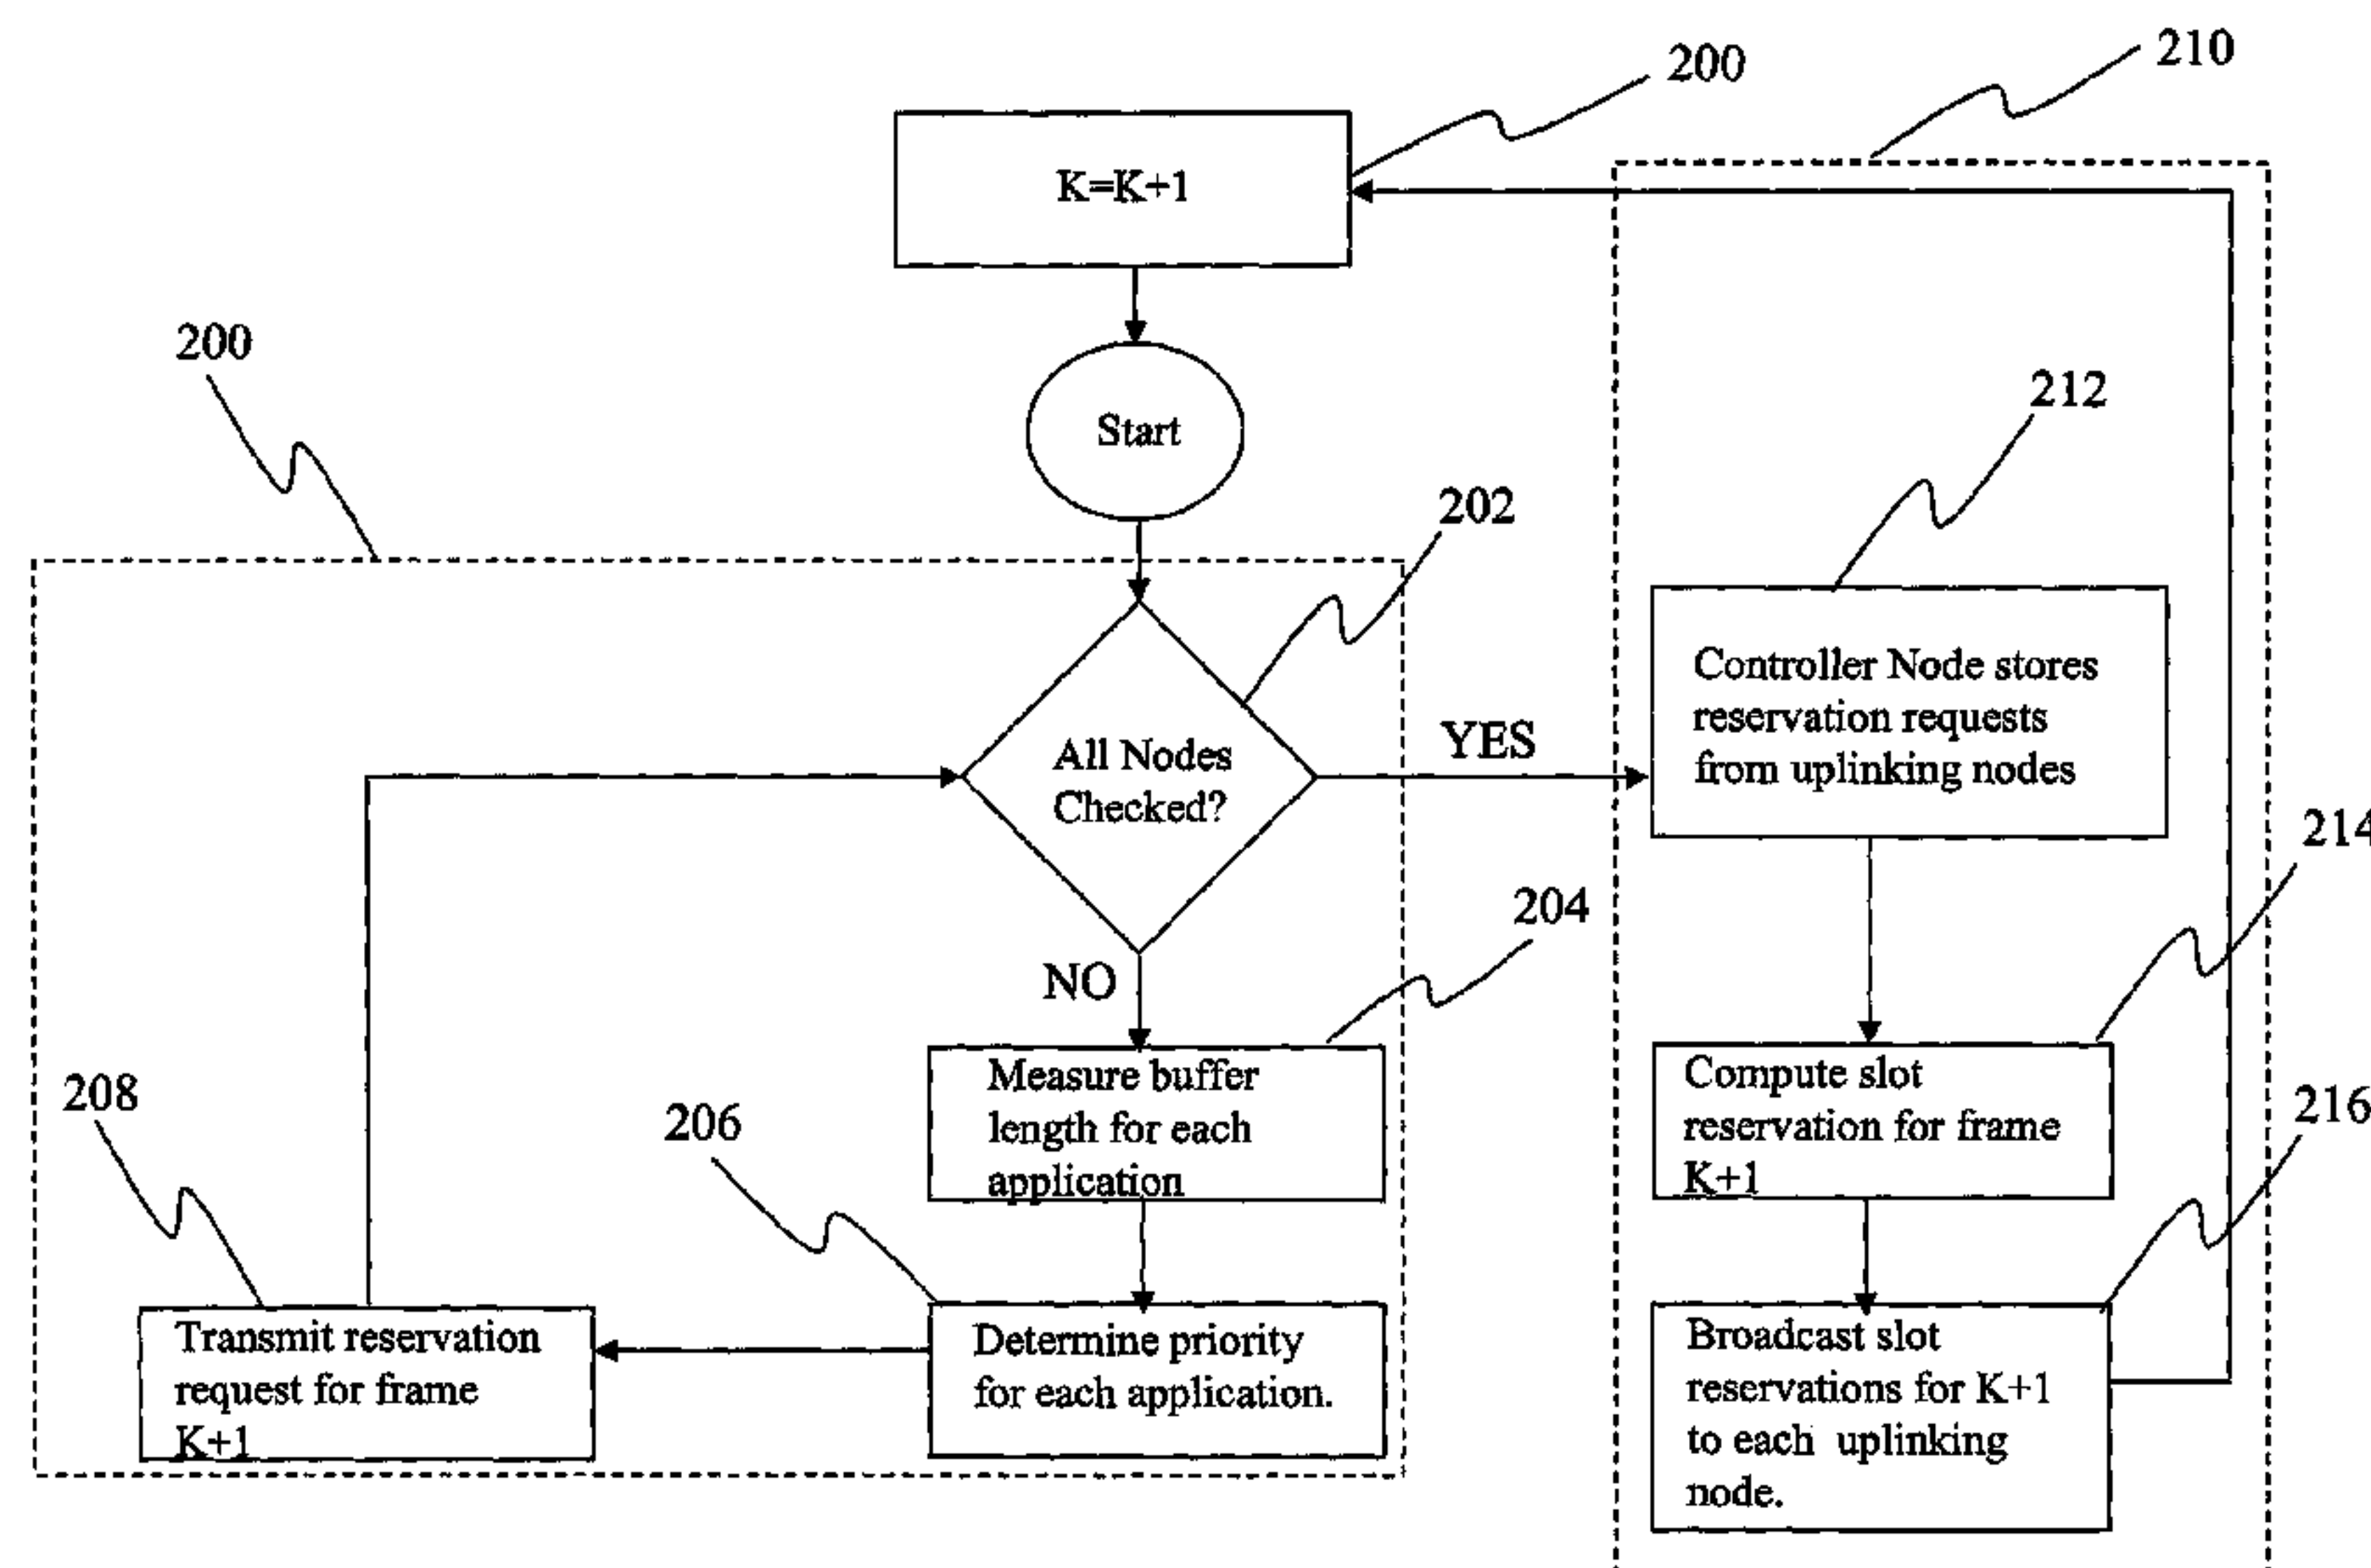 210
200
K=K+1
200
Start
212
202
Controller Node stores
reservation requests
from uplinking nodes
All Nodes
Checked?
YES
214
204
NO
Measure buffer
length for each
application
Compute slot
reservation for frame
K+1
208
206
216
Transmit reservation
request for frame
K+1
Determine priority
for each application.
Broadcast slot
reservations for K+1
to each uplinking
node.